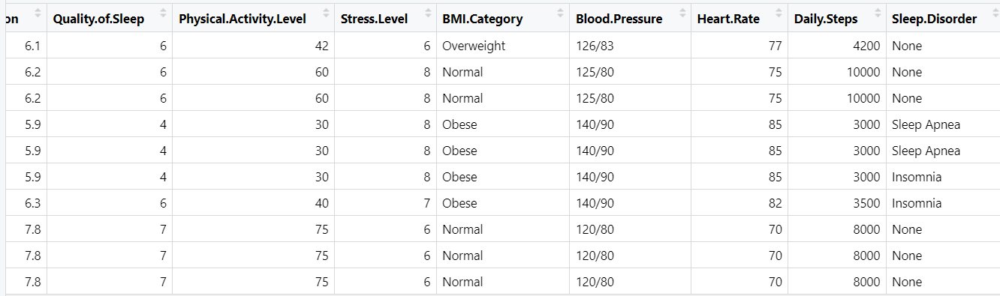 on Quality.of.Sleep Physical.Activity.Level Stress.Level BMI.Category Blood.Pressure Heart.Rate Daily.Steps Sleep.Disorder
6.1 6 42 6 Overweight 126/83 77 4200 None
6.2 6 60 8 Normal 125/80 75 10000 None
6.2 6 60 8 Normal 125/80 75 10000 None
5.9 4 30 8 Obese 140/90 85 3000 Sleep Apnea
5.9 4 30 8 Obese 140/90 85 3000 Sleep Apnea
5.9 4 30 8 Obese 140/90 85 3000 Insomnia
6.3 6 40 7 Obese 140/90 82 3500 Insomnia
7.8 7 75 6 Normal 120/80 70 8000 None
7.8 7 75 6 Normal 120/80 70 8000 None
7.8 7 75 6 Normal 120/80 70 8000 None